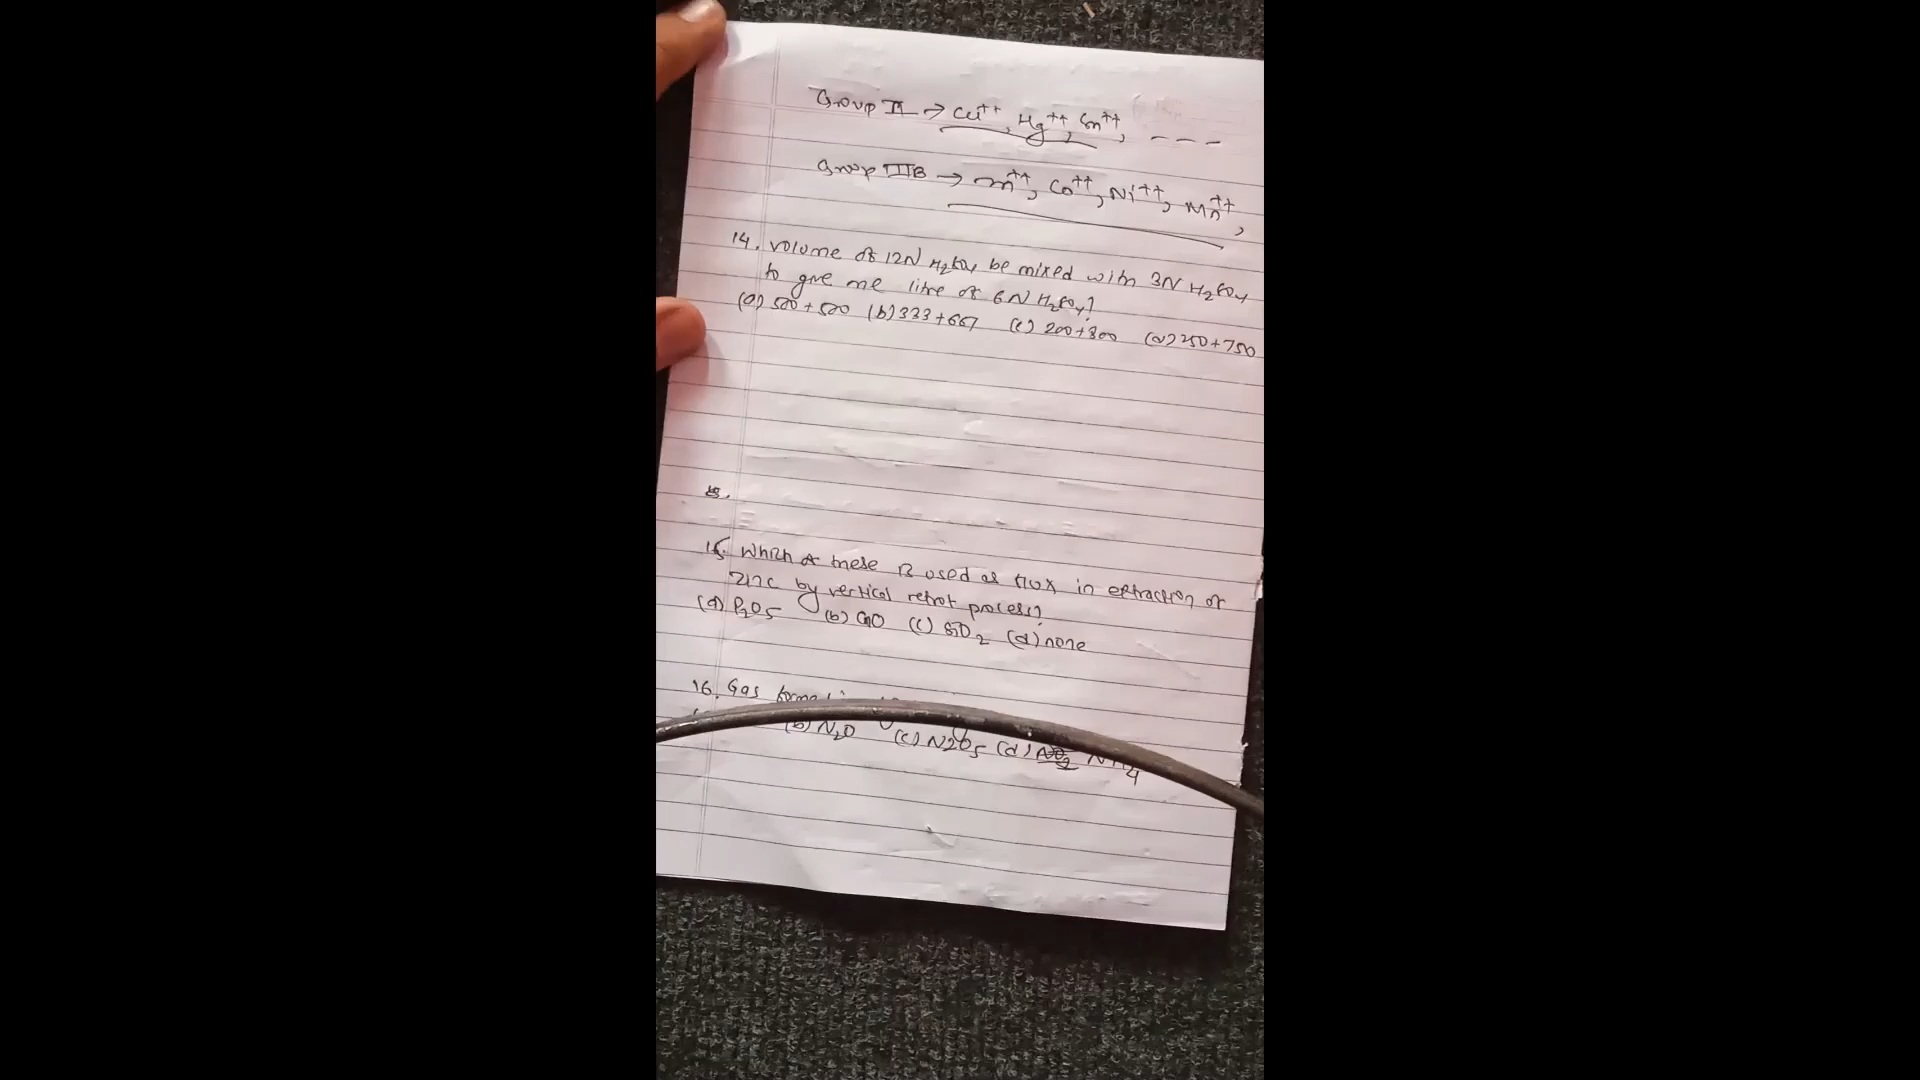 Group II → Cu++, Hg++, Sn++, ---
Group IIIB → Zn++, Co++, Ni++, Mn++,
14. volume of 12N H2SO4 be mixed with 3N H2SO4
to give me litre of 6N H2SO4?
(a) 500+500 (b) 333+667 (c) 200+800 (d) 250+750
15. Which of these is used as flux in extraction of
zinc by vertical retrot process?
(a) P2O5 (b) CaO (c) SiO2 (d) none
16. Gas
(b) N2O (c) N2O5 (d) NH4